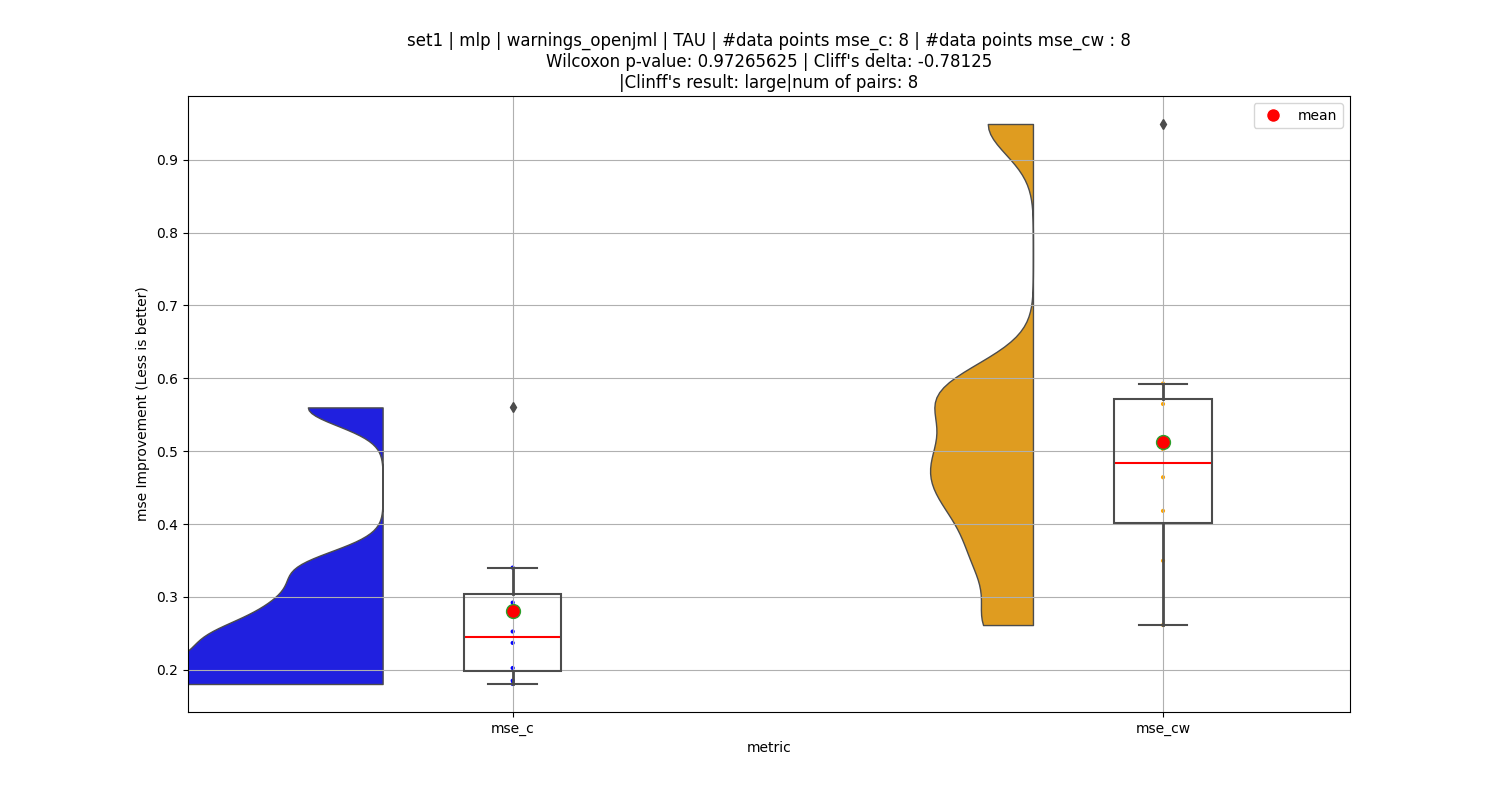 set1 | mlp | warnings_openjml | TAU | #data points mse_c: 8 | #data points mse_cw : 8
Wilcoxon p-value: 0.97265625 | Cliff's delta: -0.78125
|Clinff's result: large|num of pairs: 8
mean
mse Improvement (Less is better)
0.9
0.8
0.7
0.6
0.5
0.4
0.3
0.2
mse_c
mse_cw
metric